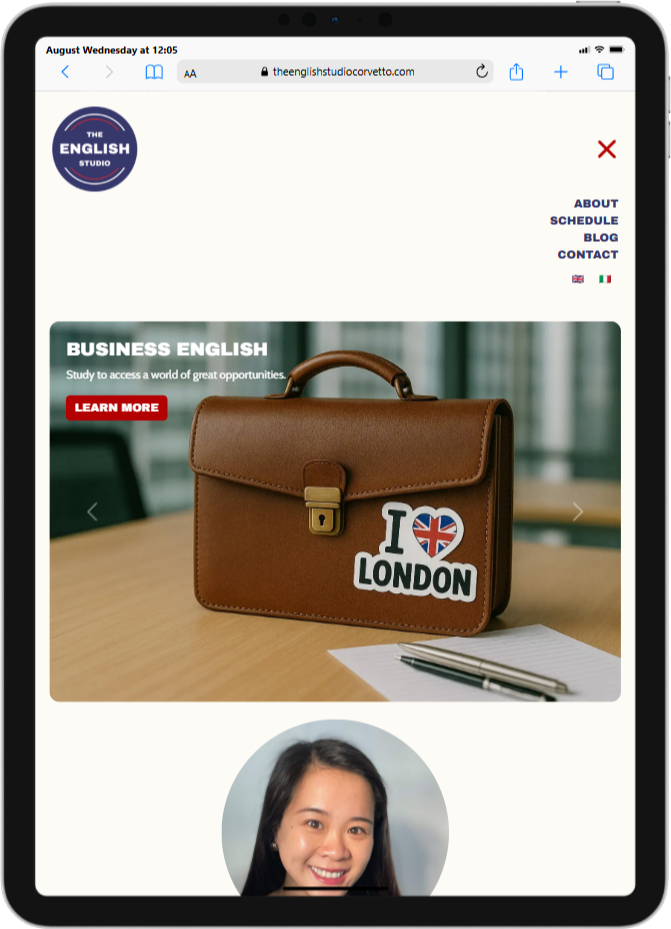 August Wednesday at 12:05
AA
theenglishstudiocorvetto.com
THE
ENGLISH
STUDIO
ABOUT
SCHEDULE
BLOG
CONTACT
BUSINESS ENGLISH
Study to access a world of great opportunities.
LEARN MORE
I
LONDON